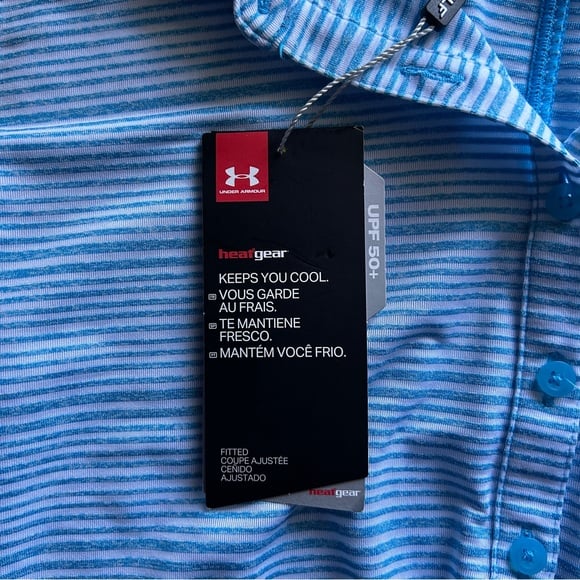 UNDER ARMOUR
UPF 50+
heatgear
KEEPS YOU COOL.
FR VOUS GARDE
AU FRAIS.
TE MANTIENE
FRESCO.
MANTÉM VOCÊ FRIO.
FITTED
COUPE AJUSTÉE
CEÑIDO
AJUSTADO
heatgear